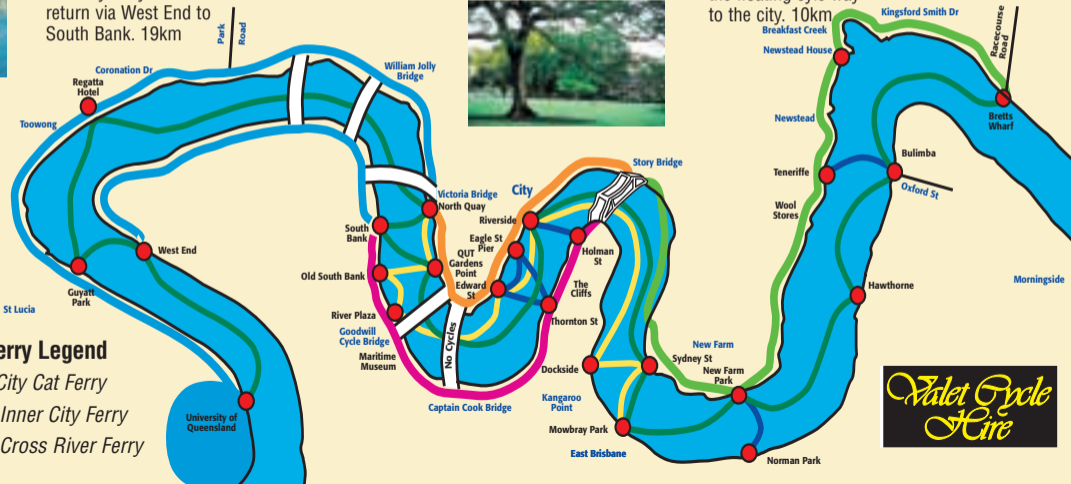 return via West End to
South Bank. 19km
to the city. 10km
Park
Road
Coronation Dr
Regatta
Hotel
Toowong
William Jolly
Bridge
Victoria Bridge
North Quay
South
Bank
Old South Bank
River Plaza
Goodwill
Cycle Bridge
Maritime
Museum
QUT
Gardens
Point
Edward
St
Eagle St
Pier
Riverside
City
Story Bridge
Holman
St
The
Cliffs
Thornton St
No Cycles
Captain Cook Bridge
West End
Guyatt
Park
St Lucia
University of
Queensland
erry Legend
City Cat Ferry
Inner City Ferry
Cross River Ferry
Breakfast Creek
Kingsford Smith Dr
Newstead House
Racecourse
Road
Bretts
Wharf
Newstead
Teneriffe
Bulimba
Oxford St
Wool
Stores
Hawthorne
Morningside
New Farm
Sydney St
New Farm
Park
Dockside
Kangaroo
Point
Mowbray Park
East Brisbane
Norman Park
Valet Cycle
Hire